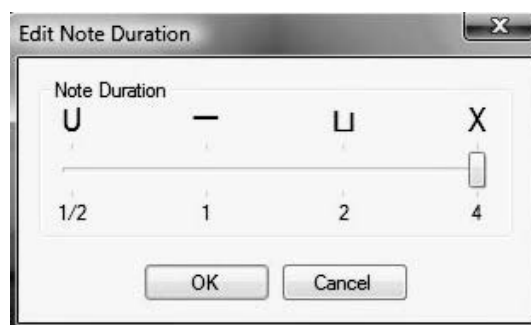 Edit Note Duration
X
Note Duration
U — ⊔ X
1/2 1 2 4
OK Cancel